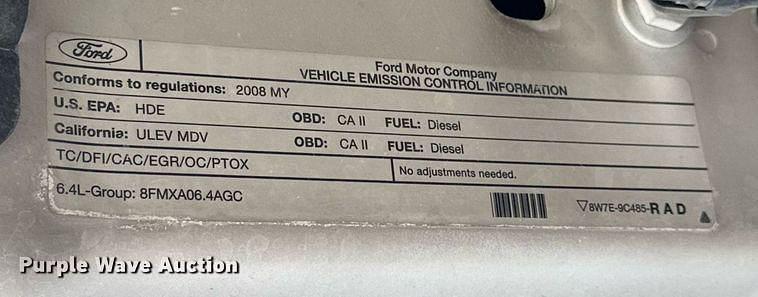 Ford
Ford Motor Company
VEHICLE EMISSION CONTROL INFORMATION
Conforms to regulations: 2008 MY
U.S. EPA: HDE OBD: CA II FUEL: Diesel
California: ULEV MDV OBD: CA II FUEL: Diesel
TC/DFI/CAC/EGR/OC/PTOX No adjustments needed.
6.4L-Group: 8FMXA06.4AGC
▽8W7E-9C485-RAD
Purple Wave Auction